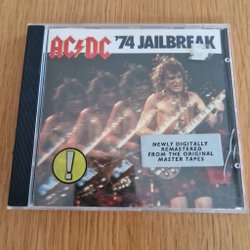 AC⚡DC '74 JAILBREAK
NEWLY DIGITALLY
REMASTERED
FROM THE ORIGINAL
MASTER TAPES
!